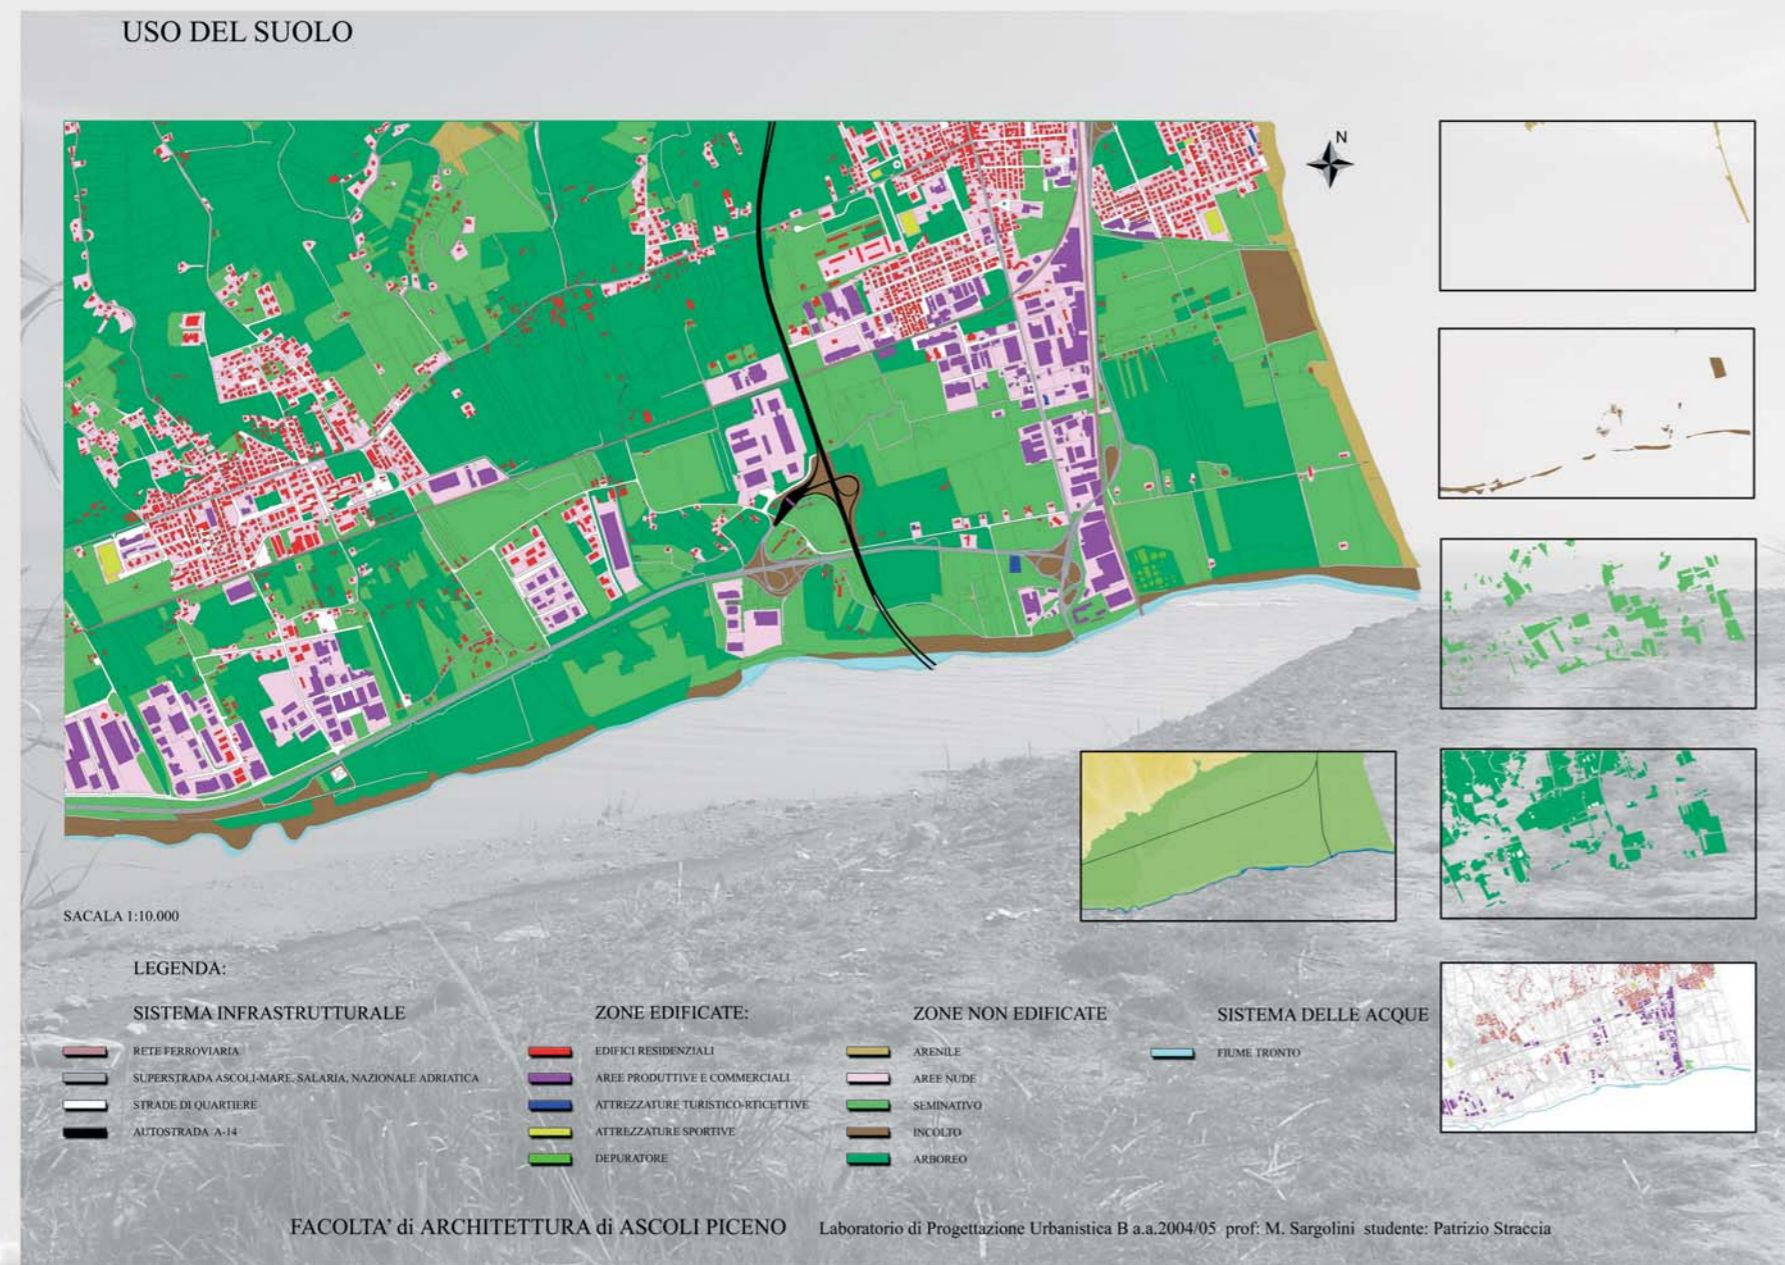 USO DEL SUOLO
N
SACALA 1:10.000
LEGENDA:
SISTEMA INFRASTRUTTURALE
RETE FERROVIARIA
SUPERSTRADA ASCOLI-MARE, SALARIA, NAZIONALE ADRIATICA
STRADE DI QUARTIERE
AUTOSTRADA A-14
ZONE EDIFICATE:
EDIFICI RESIDENZIALI
AREE PRODUTTIVE E COMMERCIALI
ATTREZZATURE TURISTICO-RTICETTIVE
ATTREZZATURE SPORTIVE
DEPURATORE
ZONE NON EDIFICATE
ARENILE
AREE NUDE
SEMINATIVO
INCOLTO
ARBOREO
SISTEMA DELLE ACQUE
FIUME TRONTO
FACOLTA' di ARCHITETTURA di ASCOLI PICENO Laboratorio di Progettazione Urbanistica B a.a.2004/05 prof: M. Sargolini studente: Patrizio Straccia